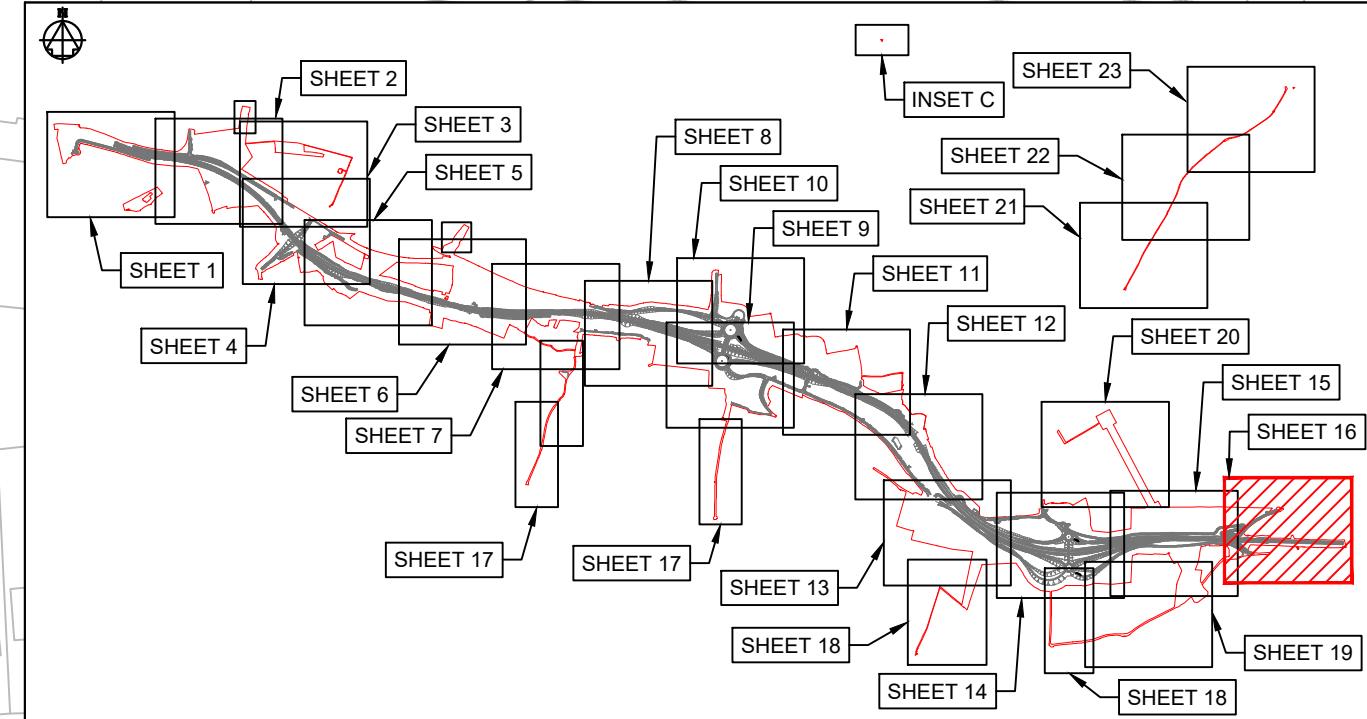 N
SHEET 2
SHEET 23
INSET C
SHEET 3
SHEET 8
SHEET 22
SHEET 5
SHEET 10
SHEET 21
SHEET 9
SHEET 1
SHEET 11
SHEET 12
SHEET 4
SHEET 20
SHEET 15
SHEET 6
SHEET 7
SHEET 16
SHEET 17
SHEET 17
SHEET 13
SHEET 18
SHEET 19
SHEET 14
SHEET 18